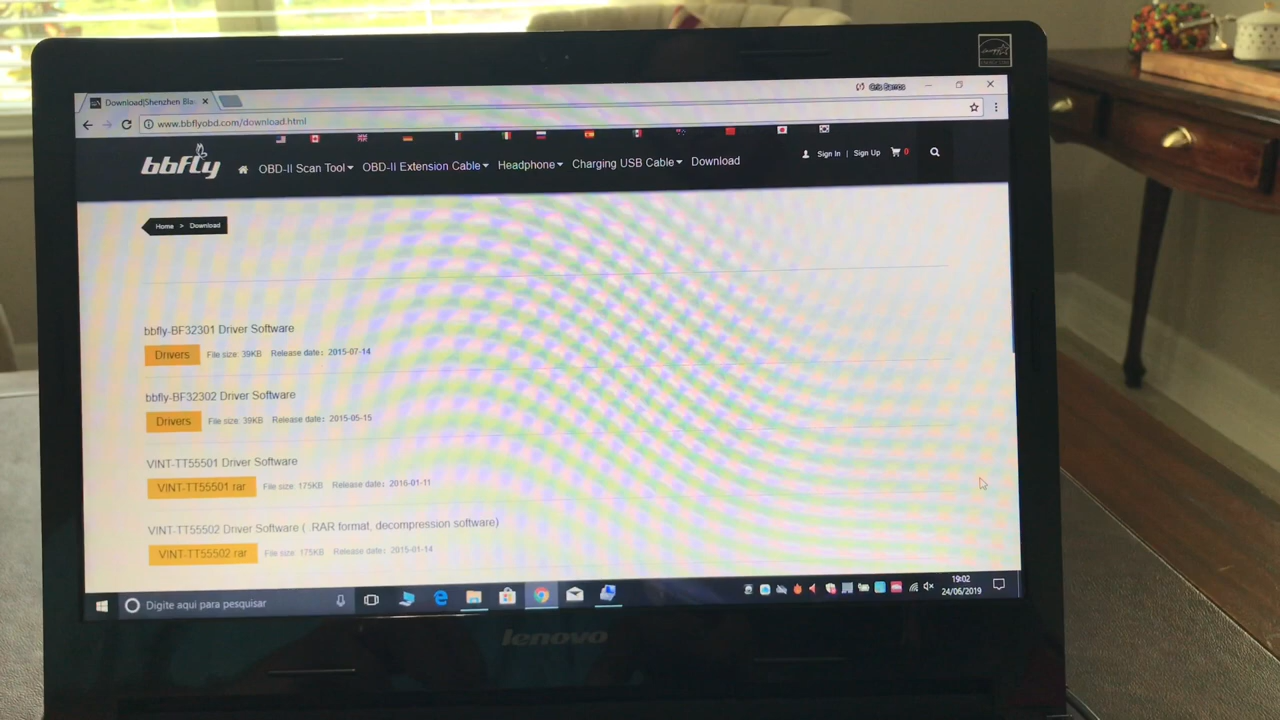 Download|Shenzhen Bla
Cris Barros
www.bbflyobd.com/download.html
bbfly
OBD-II Scan Tool
OBD-II Extension Cable
Headphone
Charging USB Cable
Download
Sign In | Sign Up
0
Home > Download
bbfly-BF32301 Driver Software
Drivers File size: 39KB Release date: 2015-07-14
bbfly-BF32302 Driver Software
Drivers File size: 39KB Release date: 2015-05-15
VINT-TT55501 Driver Software
VINT-TT55501 rar File size: 175KB Release date: 2016-01-11
VINT-TT55502 Driver Software ( .RAR format, decompression software)
VINT-TT55502 rar File size: 175KB Release date: 2015-01-14
Digite aqui para pesquisar
19:02
24/06/2019
lenovo